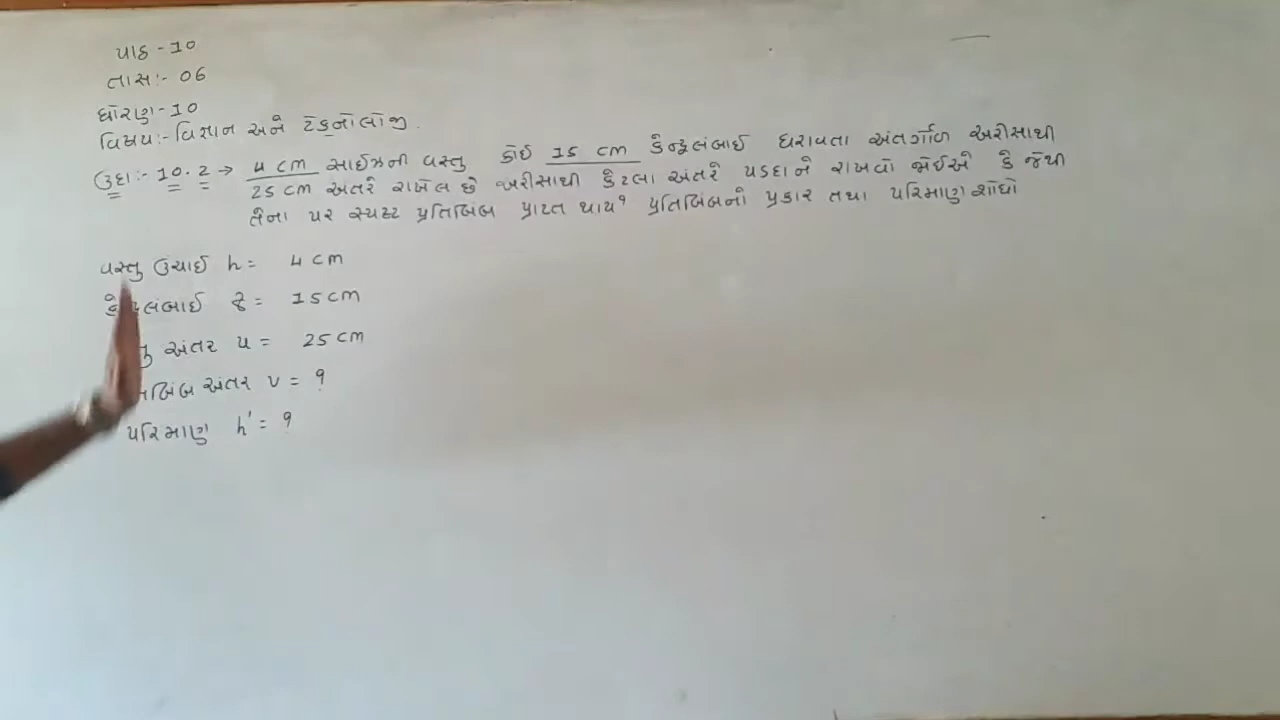 પાઠ - 10
તાસ:- 06
ધોરણ - 10
વિષય:- વિજ્ઞાન અને ટેકનોલોજી.
ઉદા:- 10.2 → 4 cm સાઈઝની વસ્તુ કોઈ 15 cm કેન્દ્રલંબાઈ ધરાવતા અંતર્ગોળ અરીસાથી
25 cm અંતરે રાખેલ છે અરીસાથી કેટલા અંતરે પડદાને રાખવો જોઈએ કે જેથી
તેના પર સ્પષ્ટ પ્રતિબિંબ પ્રાપ્ત થાય? પ્રતિબિંબનો પ્રકાર તથા પરિમાણ શોધો
વસ્તુ ઉંચાઈ h = 4 cm
f = 15 cm
અંતર u = 25 cm
અંતર v = ?
પરિમાણ h' = ?